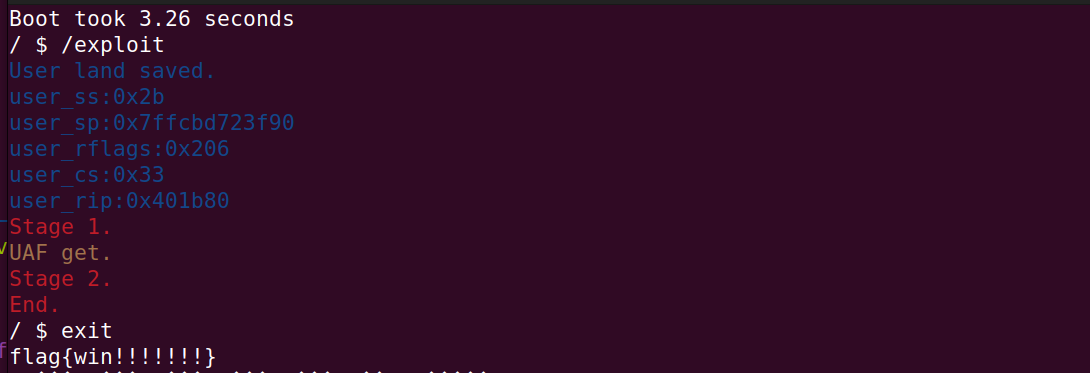 Boot took 3.26 seconds
/ $ /exploit
User land saved.
user_ss:0x2b
user_sp:0x7ffcbd723f90
user_rflags:0x206
user_cs:0x33
user_rip:0x401b80
Stage 1.
UAF get.
Stage 2.
End.
/ $ exit
flag{win!!!!!!!}